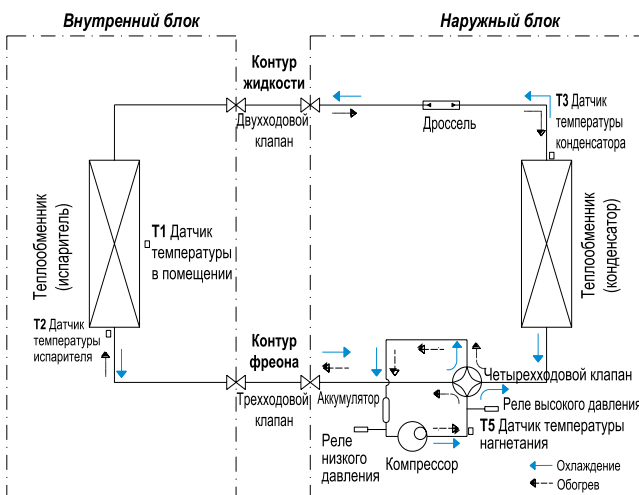 Внутренний блок
Наружный блок
Контур
жидкости
Двухходовой
клапан
Дроссель
T3 Датчик
температуры
конденсатора
Теплообменник
(испаритель)
T1 Датчик
температуры
в помещении
Теплообменник
(конденсатор)
T2 Датчик
температуры
испарителя
Контур
фреона
Трехходовой
клапан
Аккумулятор
Четырехходовой клапан
Реле высокого давления
T5 Датчик температуры
нагнетания
Реле
низкого
давления
Компрессор
Охлаждение
Обогрев